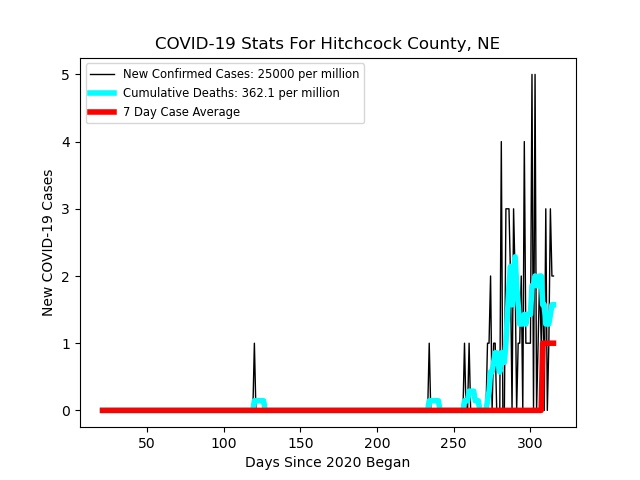 COVID-19 Stats For Hitchcock County, NE
New Confirmed Cases: 25000 per million
Cumulative Deaths: 362.1 per million
7 Day Case Average
New COVID-19 Cases
5
4
3
2
1
0
50 100 150 200 250 300
Days Since 2020 Began